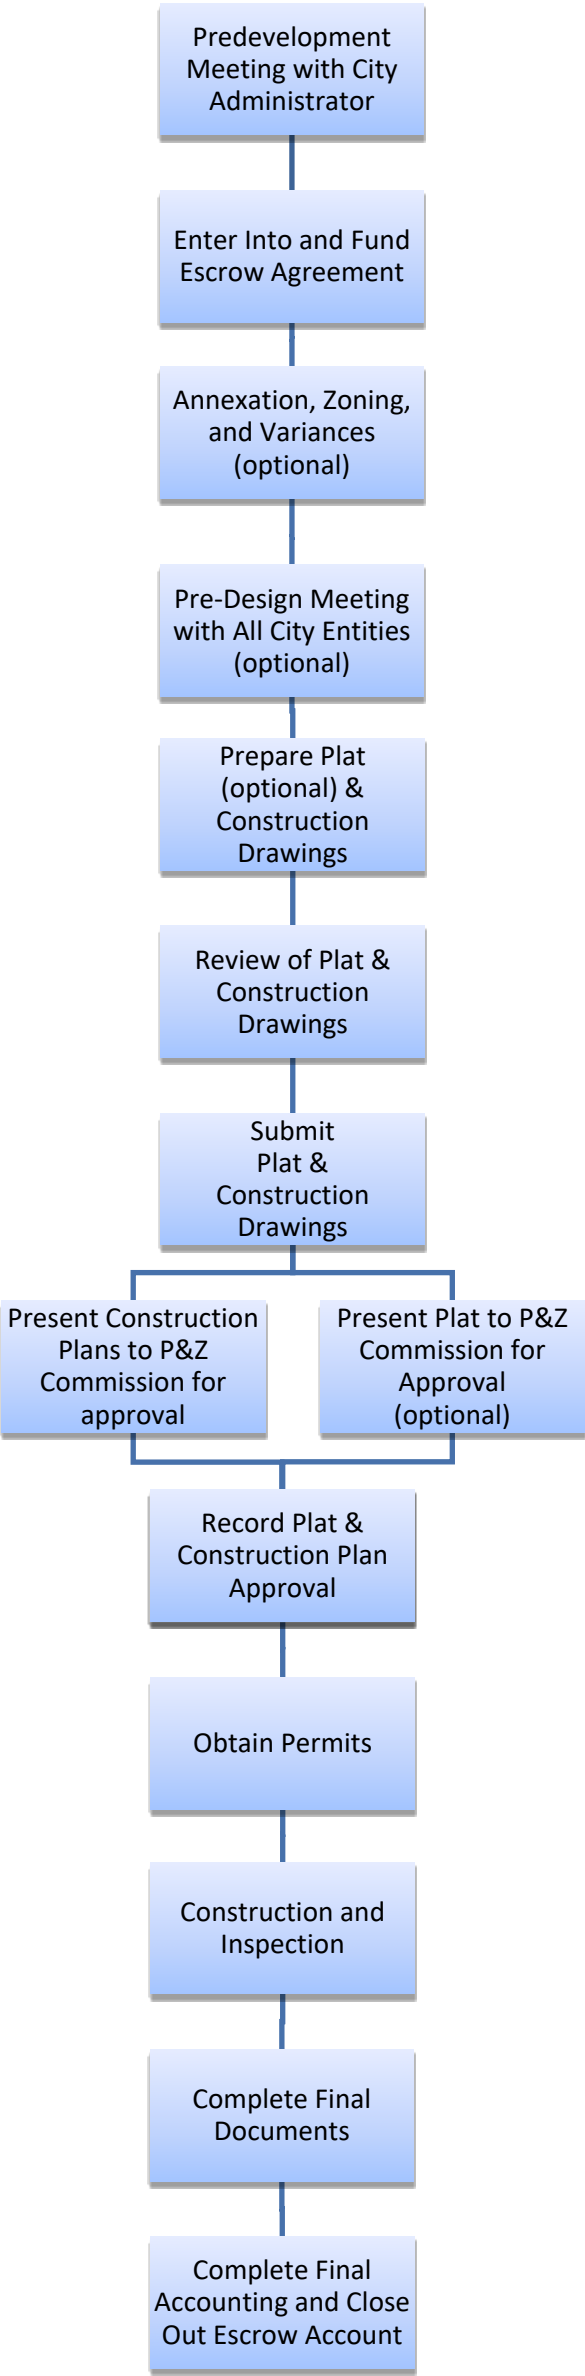 Predevelopment
Meeting with City
Administrator
Enter Into and Fund
Escrow Agreement
Annexation, Zoning,
and Variances
(optional)
Pre-Design Meeting
with All City Entities
(optional)
Prepare Plat
(optional) &
Construction
Drawings
Review of Plat &
Construction
Drawings
Submit
Plat &
Construction
Drawings
Present Construction
Plans to P&Z
Commission for
approval
Present Plat to P&Z
Commission for
Approval
(optional)
Record Plat &
Construction Plan
Approval
Obtain Permits
Construction and
Inspection
Complete Final
Documents
Complete Final
Accounting and Close
Out Escrow Account